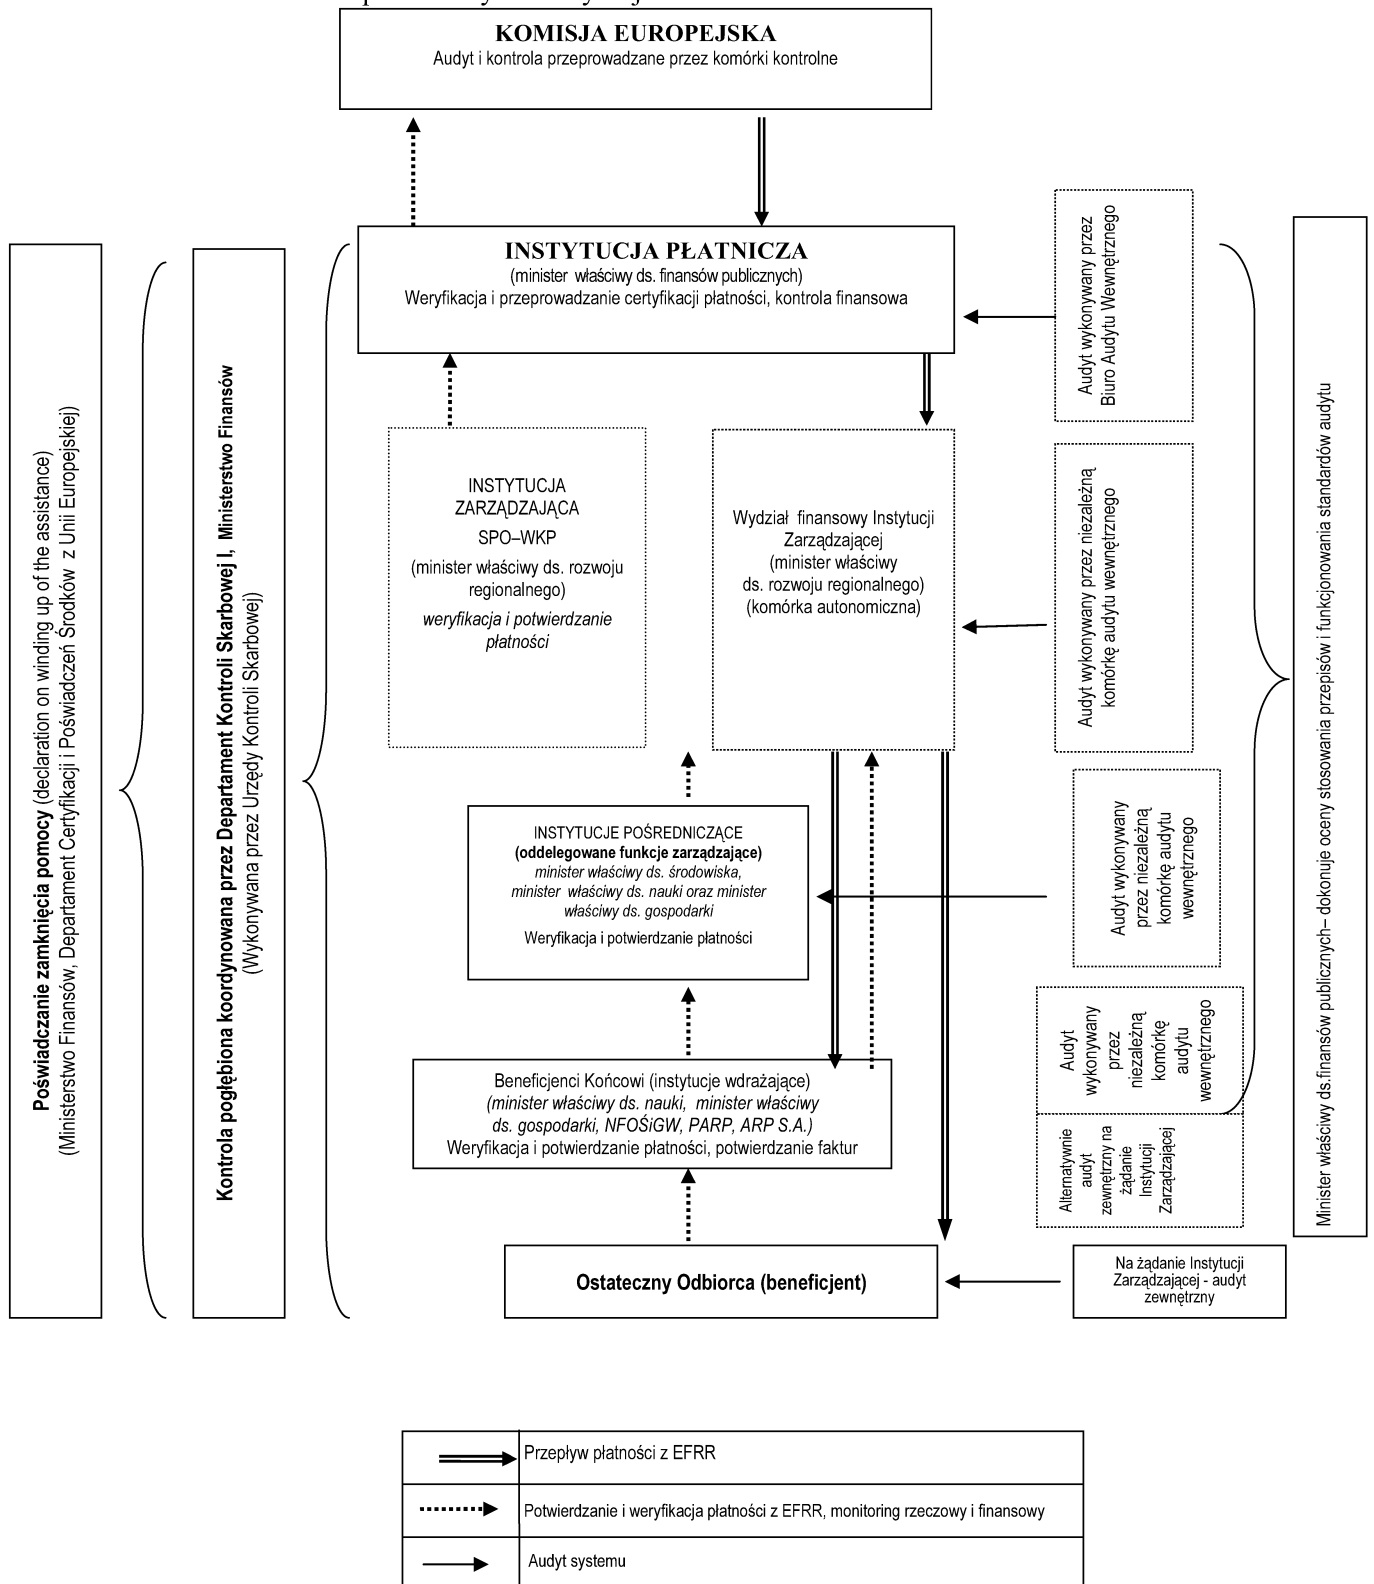 KOMISJA EUROPEJSKA
Audyt i kontrola przeprowadzane przez komórki kontrolne
INSTYTUCJA PŁATNICZA
(minister właściwy ds. finansów publicznych)
Weryfikacja i przeprowadzanie certyfikacji płatności, kontrola finansowa
Poświadczanie zamknięcia pomocy (declaration on winding up of the assistance)
(Ministerstwo Finansów, Departament Certyfikacji i Poświadczeń Środków z Unii Europejskiej)
Kontrola pogłębiona koordynowana przez Departament Kontroli Skarbowej I, Ministerstwo Finansów
(Wykonywana przez Urzędy Kontroli Skarbowej)
INSTYTUCJA
ZARZĄDZAJĄCA
SPO–WKP
(minister właściwy ds. rozwoju
regionalnego)
weryfikacja i potwierdzanie
płatności
Wydział finansowy Instytucji
Zarządzającej
(minister właściwy
ds. rozwoju regionalnego)
(komórka autonomiczna)
INSTYTUCJE POŚREDNICZĄCE
(oddelegowane funkcje zarządzające)
minister właściwy ds. środowiska,
minister właściwy ds. nauki oraz minister
właściwy ds. gospodarki
Weryfikacja i potwierdzanie płatności
Beneficjenci Końcowi (instytucje wdrażające)
(minister właściwy ds. nauki, minister właściwy
ds. gospodarki, NFOŚiGW, PARP, ARP S.A.)
Weryfikacja i potwierdzanie płatności, potwierdzanie faktur
Ostateczny Odbiorca (beneficjent)
Audyt wykonywany przez
Biuro Audytu Wewnętrznego
Audyt wykonywany przez niezależną
komórkę audytu wewnętrznego
Audyt wykonywany
przez niezależną
komórkę audytu
wewnętrznego
Audyt
wykonywany
przez
niezależną
komórkę
audytu
wewnętrznego
Alternatywnie
audyt
zewnętrzny na
żądanie
Instytucji
Zarządzającej
Na żądanie Instytucji
Zarządzającej - audyt
zewnętrzny
Minister właściwy ds.finansów publicznych– dokonuje oceny stosowania przepisów i funkcjonowania standardów audytu
Przepływ płatności z EFRR
Potwierdzanie i weryfikacja płatności z EFRR, monitoring rzeczowy i finansowy
Audyt systemu